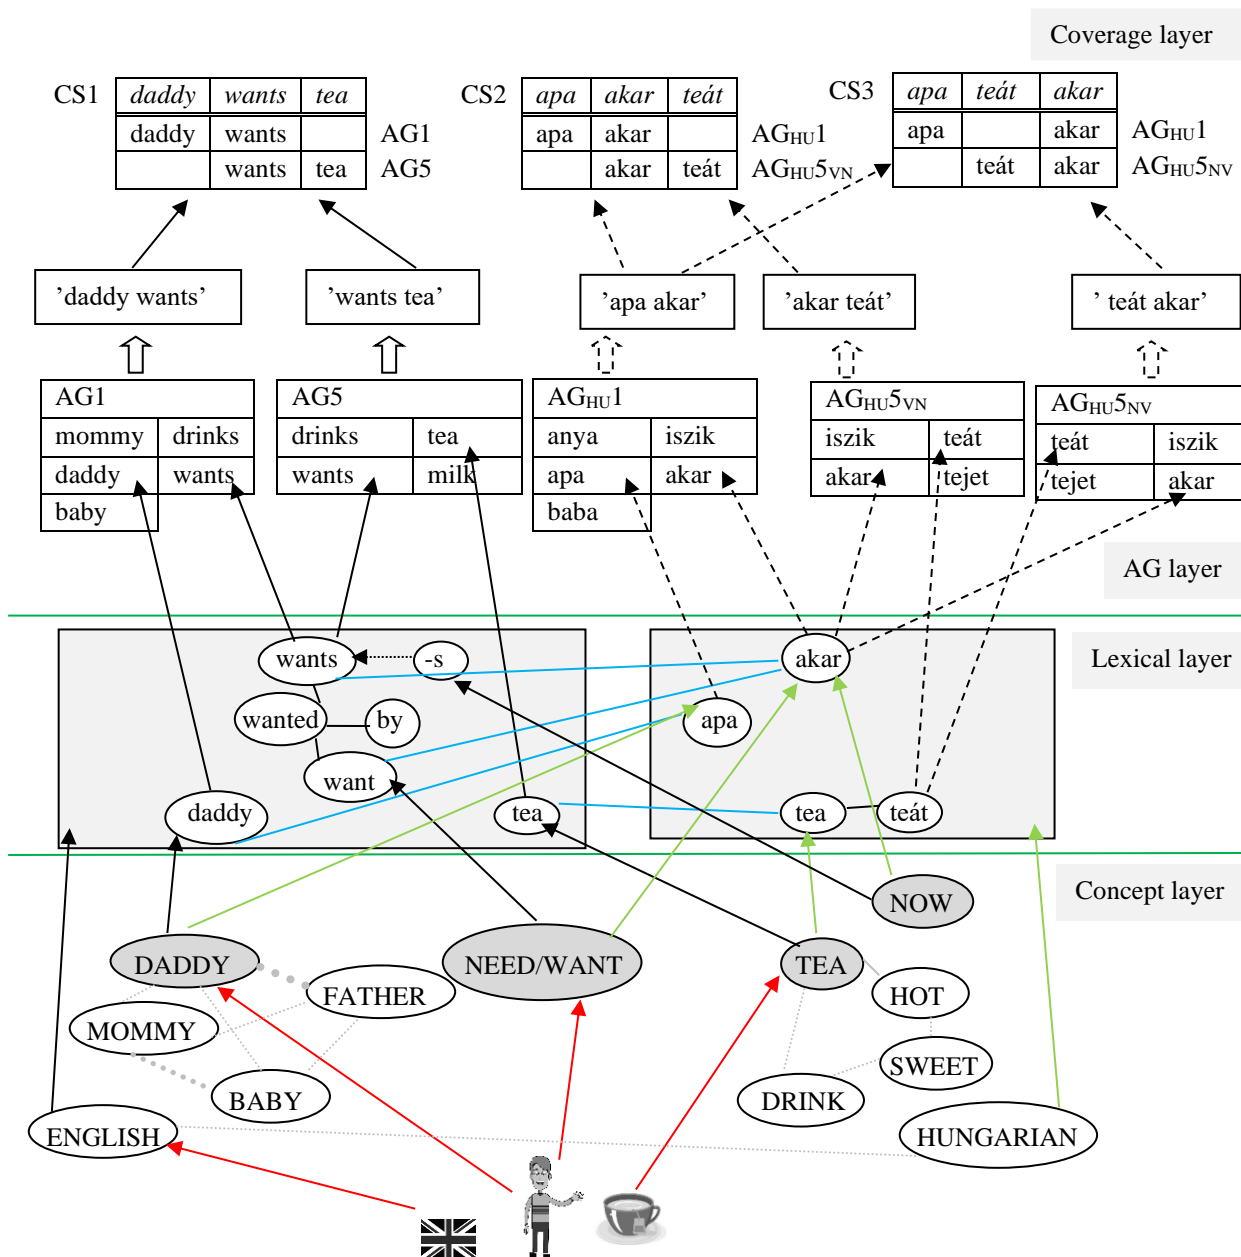 Coverage layer
CS1 daddy wants tea
daddy wants AG1
wants tea AG5
CS2 apa akar teát
apa akar AGHU1
akar teát AGHU5VN
CS3 apa teát akar
apa akar AGHU1
teát akar AGHU5NV
’daddy wants’
’wants tea’
’apa akar’
’akar teát’
’ teát akar’
AG1
mommy drinks
daddy wants
baby
AG5
drinks tea
wants milk
AGHU1
anya iszik
apa akar
baba
AGHU5VN
iszik teát
akar tejet
AGHU5NV
teát iszik
tejet akar
AG layer
Lexical layer
wants
-s
wanted
by
want
daddy
tea
akar
apa
tea
teát
Concept layer
NOW
DADDY
NEED/WANT
TEA
FATHER
HOT
MOMMY
SWEET
BABY
DRINK
ENGLISH
HUNGARIAN